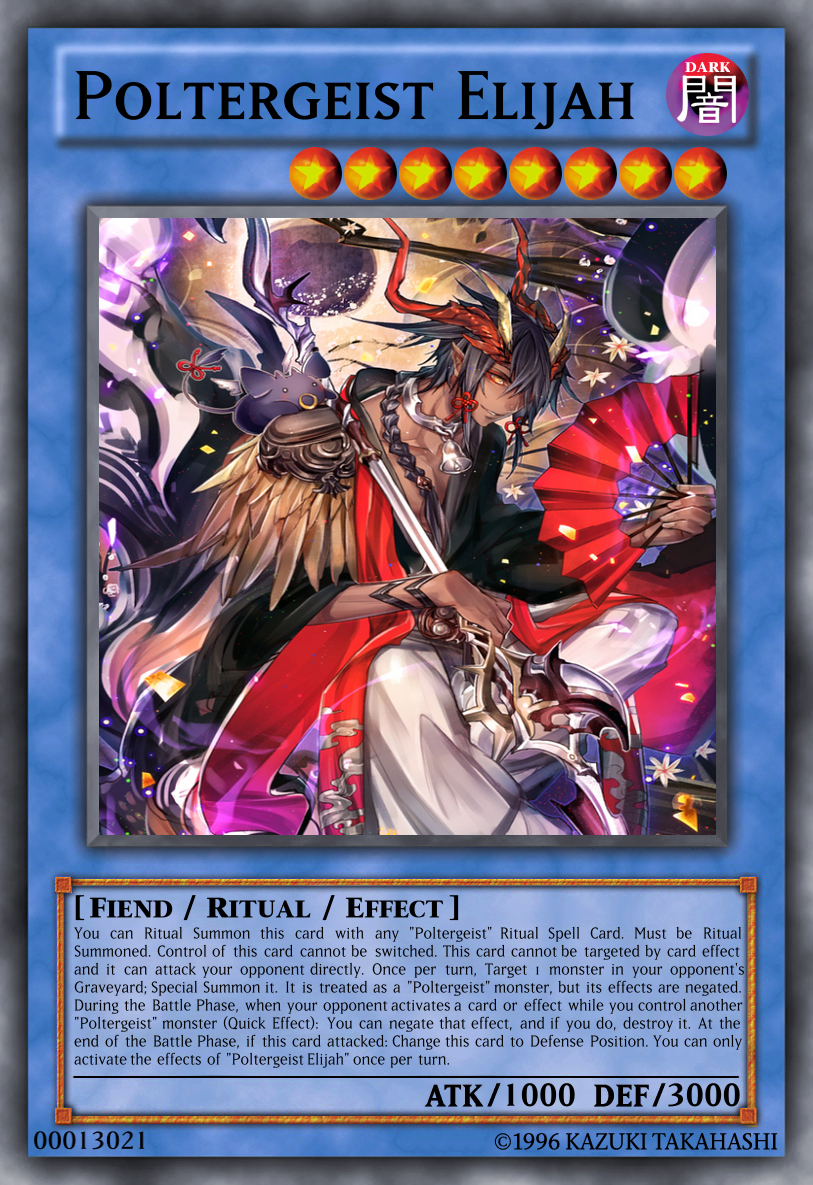 Poltergeist Elijah
DARK
闇
[ Fiend / Ritual / Effect ]
You can Ritual Summon this card with any "Poltergeist" Ritual Spell Card. Must be Ritual
Summoned. Control of this card cannot be switched. This card cannot be targeted by card effect
and it can attack your opponent directly. Once per turn, Target 1 monster in your opponent's
Graveyard; Special Summon it. It is treated as a "Poltergeist" monster, but its effects are negated.
During the Battle Phase, when your opponent activates a card or effect while you control another
"Poltergeist" monster (Quick Effect): You can negate that effect, and if you do, destroy it. At the
end of the Battle Phase, if this card attacked: Change this card to Defense Position. You can only
activate the effects of "Poltergeist Elijah" once per turn.
ATK/1000 DEF/3000
00013021
©1996 KAZUKI TAKAHASHI